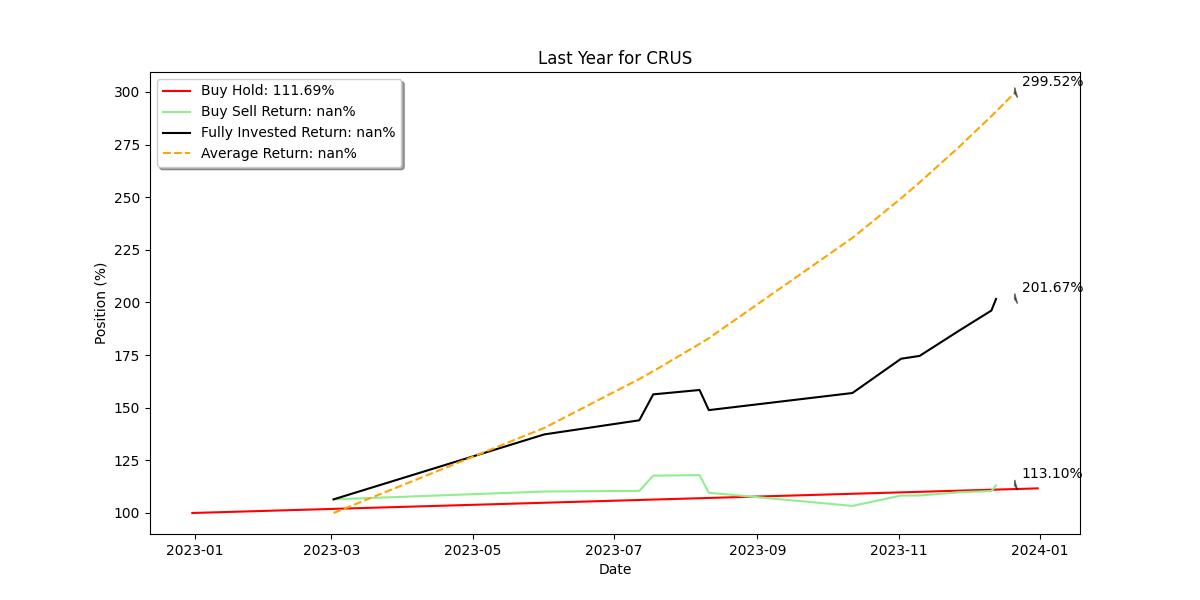 Last Year for CRUS
Buy Hold: 111.69%
Buy Sell Return: nan%
Fully Invested Return: nan%
Average Return: nan%
299.52%
201.67%
113.10%
Position (%)
300
275
250
225
200
175
150
125
100
2023-01
2023-03
2023-05
2023-07
2023-09
2023-11
2024-01
Date